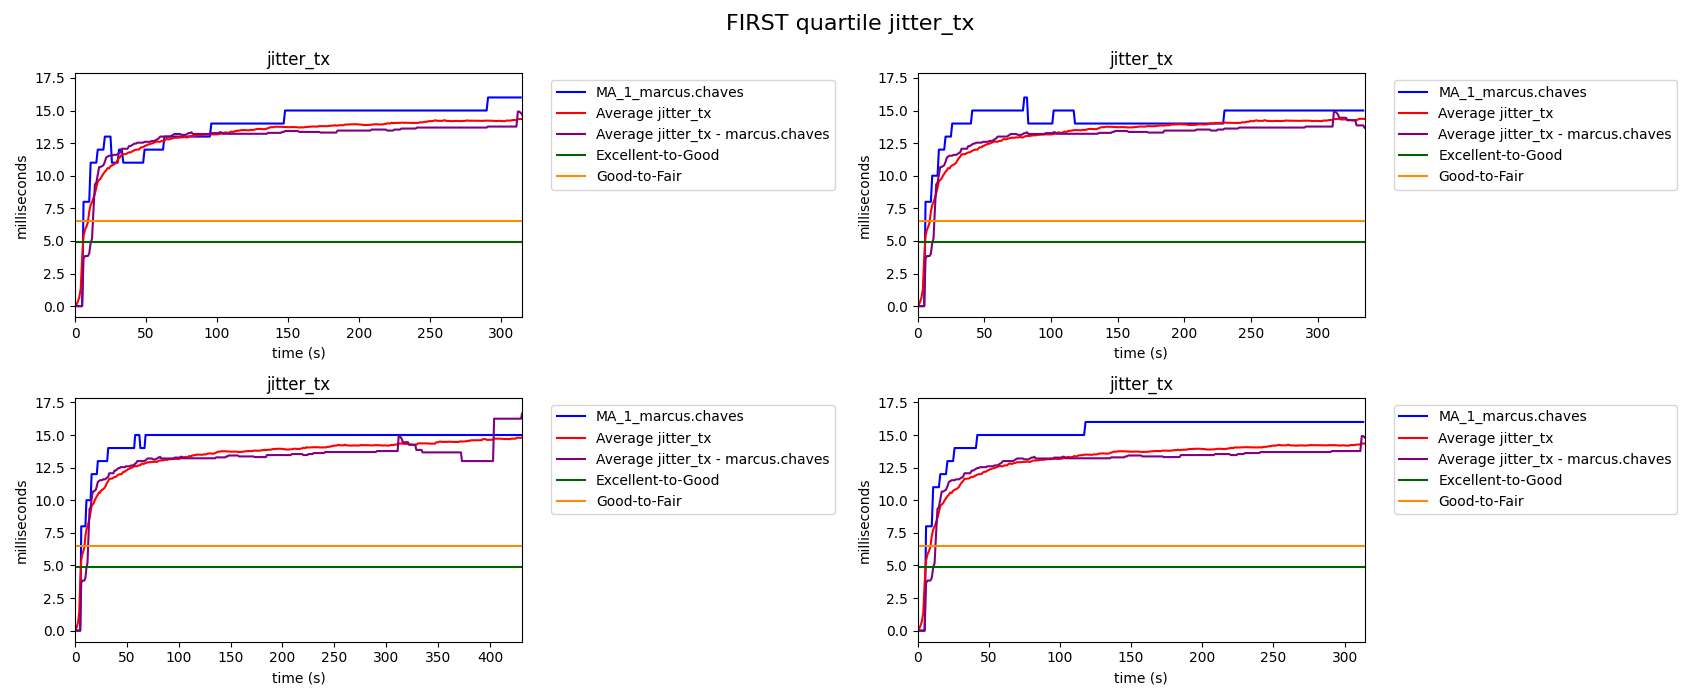 FIRST quartile jitter_tx
jitter_tx
17.5
15.0
12.5
10.0
7.5
5.0
2.5
0.0
milliseconds
0 50 100 150 200 250 300
time (s)
MA_1_marcus.chaves
Average jitter_tx
Average jitter_tx - marcus.chaves
Excellent-to-Good
Good-to-Fair
jitter_tx
17.5
15.0
12.5
10.0
7.5
5.0
2.5
0.0
milliseconds
0 50 100 150 200 250 300
time (s)
MA_1_marcus.chaves
Average jitter_tx
Average jitter_tx - marcus.chaves
Excellent-to-Good
Good-to-Fair
jitter_tx
17.5
15.0
12.5
10.0
7.5
5.0
2.5
0.0
milliseconds
0 50 100 150 200 250 300 350 400
time (s)
MA_1_marcus.chaves
Average jitter_tx
Average jitter_tx - marcus.chaves
Excellent-to-Good
Good-to-Fair
jitter_tx
17.5
15.0
12.5
10.0
7.5
5.0
2.5
0.0
milliseconds
0 50 100 150 200 250 300
time (s)
MA_1_marcus.chaves
Average jitter_tx
Average jitter_tx - marcus.chaves
Excellent-to-Good
Good-to-Fair